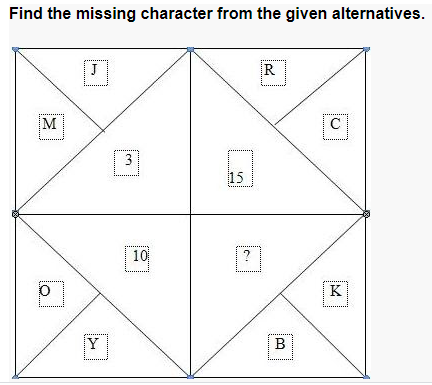 Find the missing character from the given alternatives.
J
R
M
C
3
15
10
?
O
K
Y
B